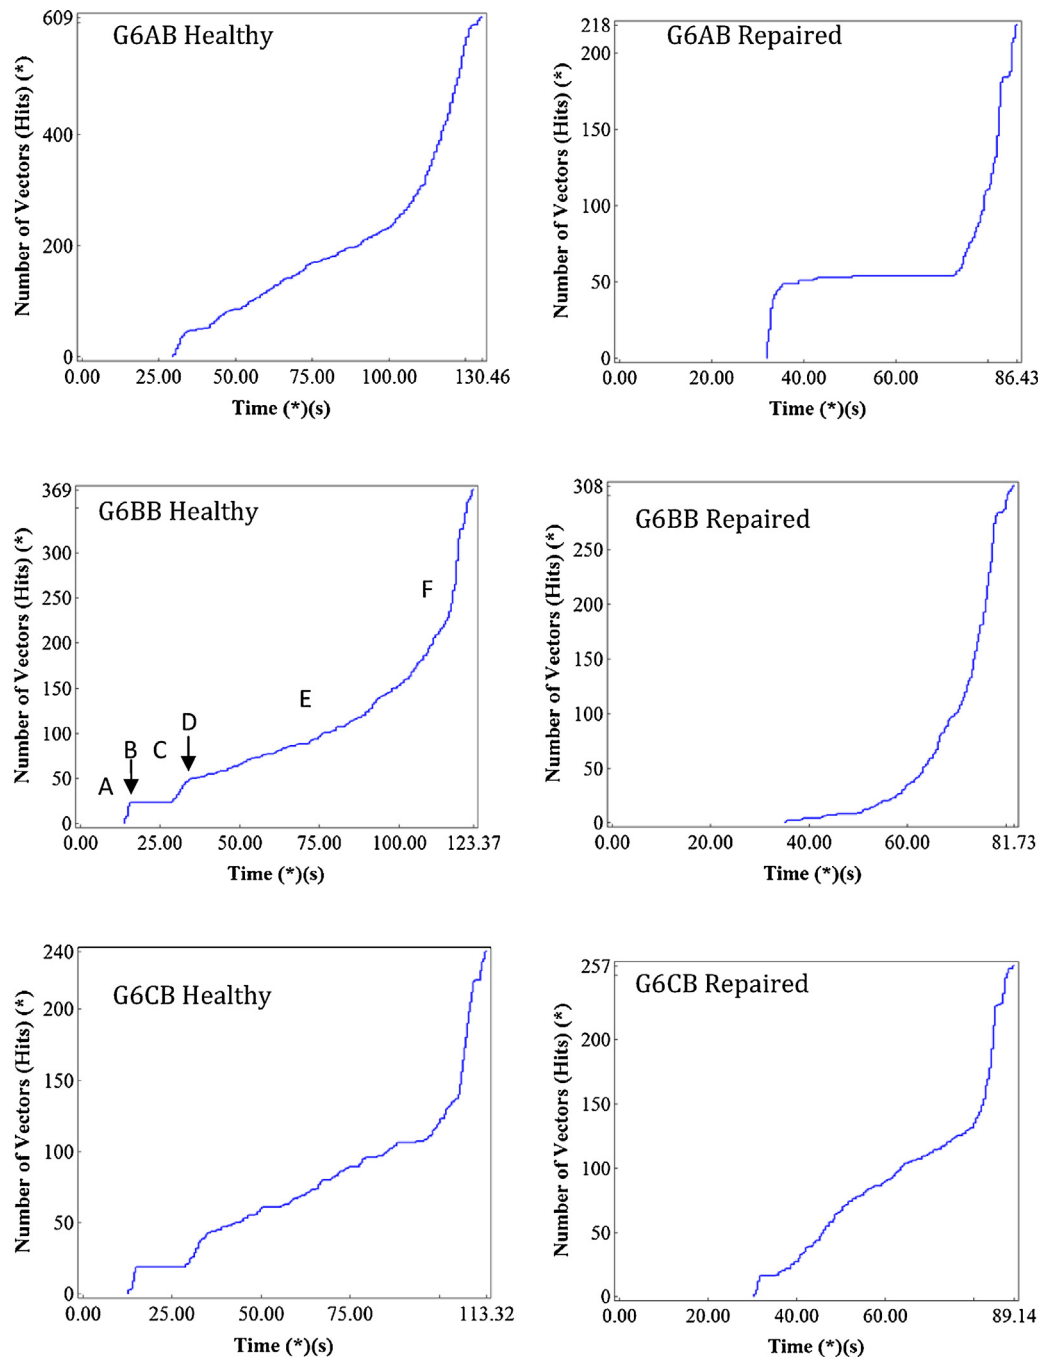 G6AB Healthy
Number of Vectors (Hits) (*)
609
400
200
0
0.00 25.00 50.00 75.00 100.00 130.46
Time (*)(s)
G6AB Repaired
Number of Vectors (Hits) (*)
218
200
150
100
50
0
0.00 20.00 40.00 60.00 86.43
Time (*)(s)
G6BB Healthy
Number of Vectors (Hits) (*)
369
300
250
200
150
100
50
0
A
B
C
D
E
F
0.00 25.00 50.00 75.00 100.00 123.37
Time (*)(s)
G6BB Repaired
Number of Vectors (Hits) (*)
308
250
200
150
100
50
0
0.00 20.00 40.00 60.00 81.73
Time (*)(s)
G6CB Healthy
Number of Vectors (Hits) (*)
240
200
150
100
50
0
0.00 25.00 50.00 75.00 113.32
Time (*)(s)
G6CB Repaired
Number of Vectors (Hits) (*)
257
200
150
100
50
0
0.00 40.00 60.00 89.14
Time (*)(s)